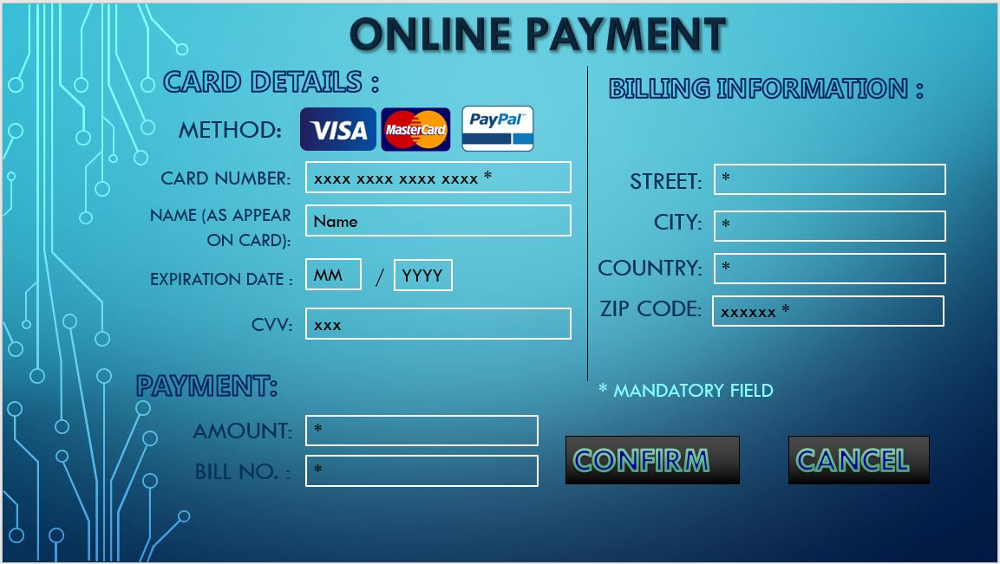 ONLINE PAYMENT
CARD DETAILS :
METHOD: VISA MasterCard PayPal™
CARD NUMBER: xxxx xxxx xxxx xxxx *
NAME (AS APPEAR
ON CARD): Name
EXPIRATION DATE : MM / YYYY
CVV: xxx
BILLING INFORMATION :
STREET: *
CITY: *
COUNTRY: *
ZIP CODE: xxxxxx *
* MANDATORY FIELD
PAYMENT:
AMOUNT: *
BILL NO. : *
CONFIRM CANCEL